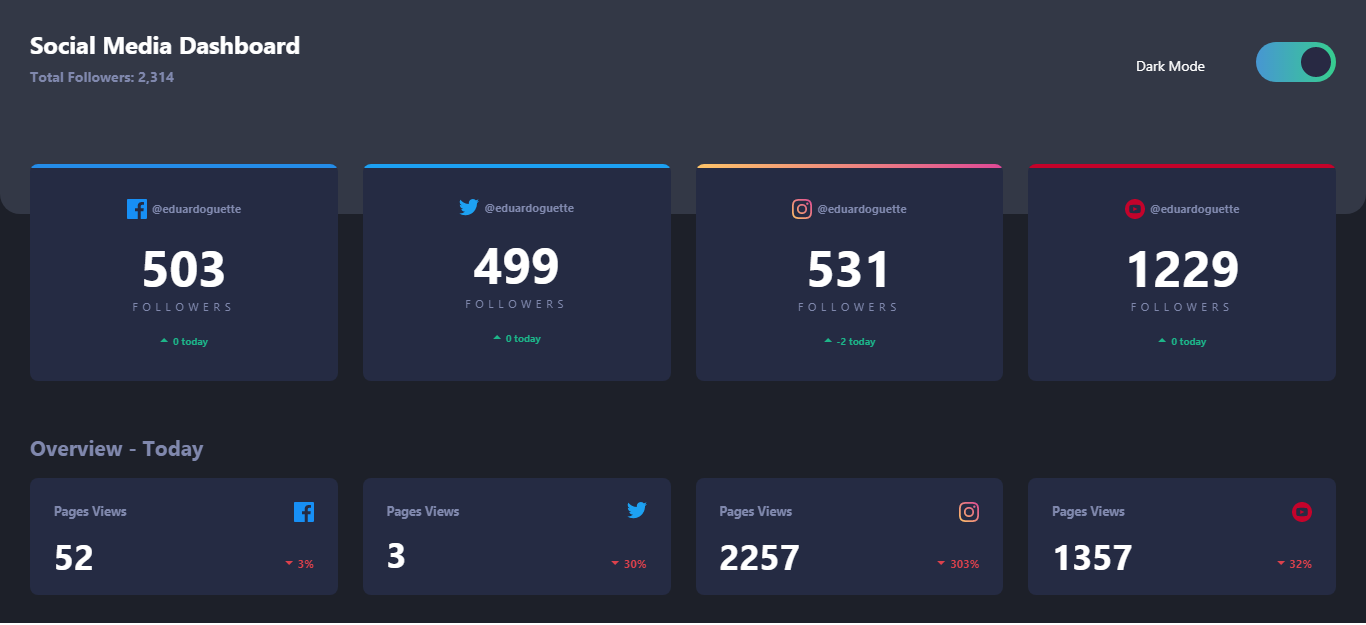 Social Media Dashboard
Total Followers: 2,314
Dark Mode
@eduardoguette
503
FOLLOWERS
0 today
@eduardoguette
499
FOLLOWERS
0 today
@eduardoguette
531
FOLLOWERS
-2 today
@eduardoguette
1229
FOLLOWERS
0 today
Overview - Today
Pages Views
52
3%
Pages Views
3
30%
Pages Views
2257
303%
Pages Views
1357
32%